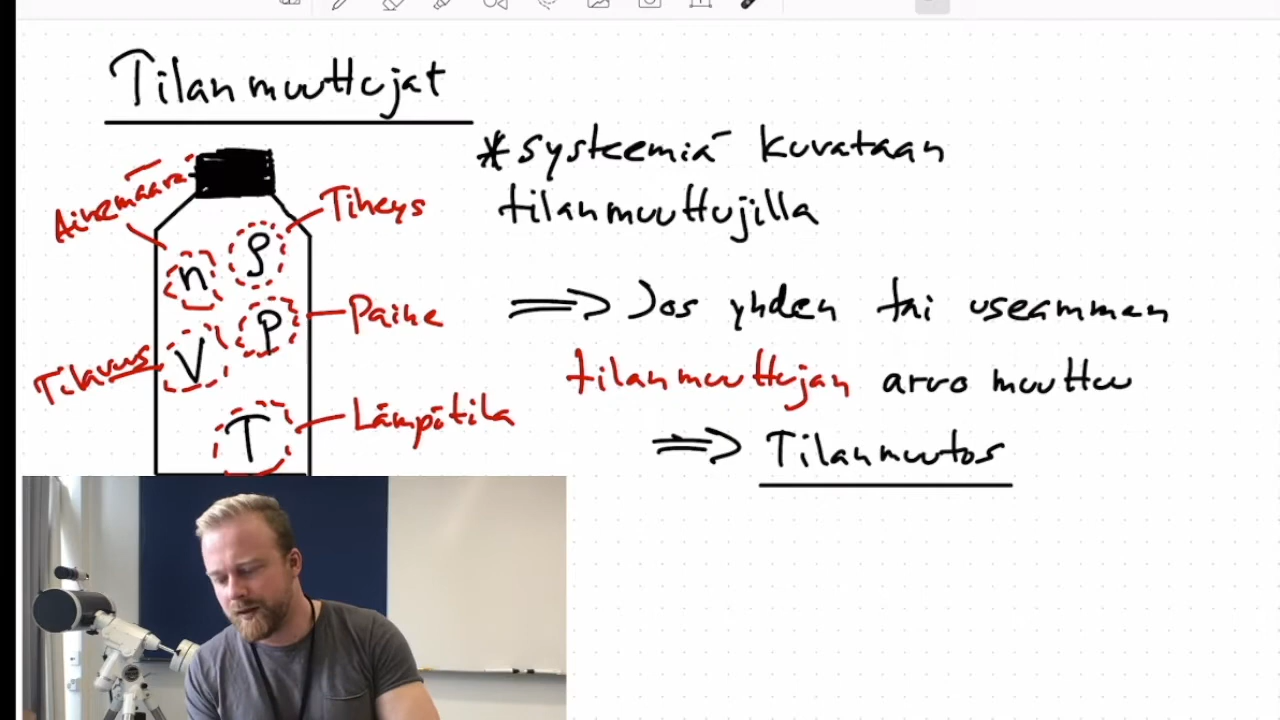 Tilanmuuttujat
*systeemiä kuvataan
tilanmuuttujilla
Ainemäärä
Tiheys
n
ρ
Paine
p
Tilavuus
V
Lämpötila
T
⇒ Jos yhden tai useamman
tilanmuuttujan arvo muuttuu
⇒ Tilanmuutos